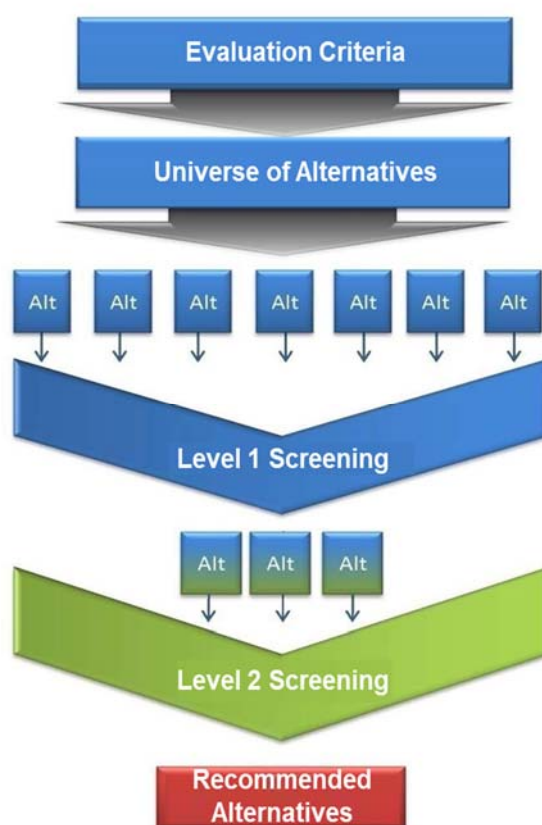 Evaluation Criteria
Universe of Alternatives
Alt Alt Alt Alt Alt Alt Alt
Level 1 Screening
Alt Alt Alt
Level 2 Screening
Recommended
Alternatives